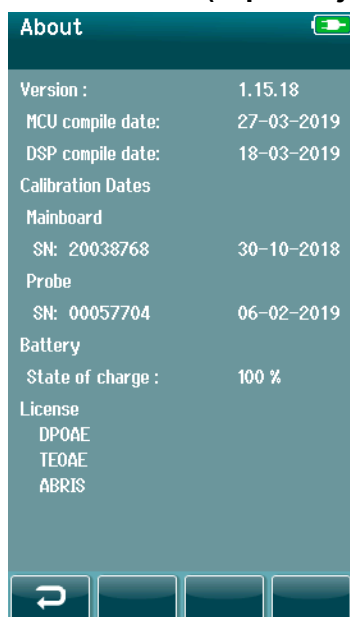 About
Version : 1.15.18
MCU compile date: 27-03-2019
DSP compile date: 18-03-2019
Calibration Dates
Mainboard
SN: 20038768 30-10-2018
Probe
SN: 00057704 06-02-2019
Battery
State of charge : 100 %
License
DPOAE
TEOAE
ABRIS